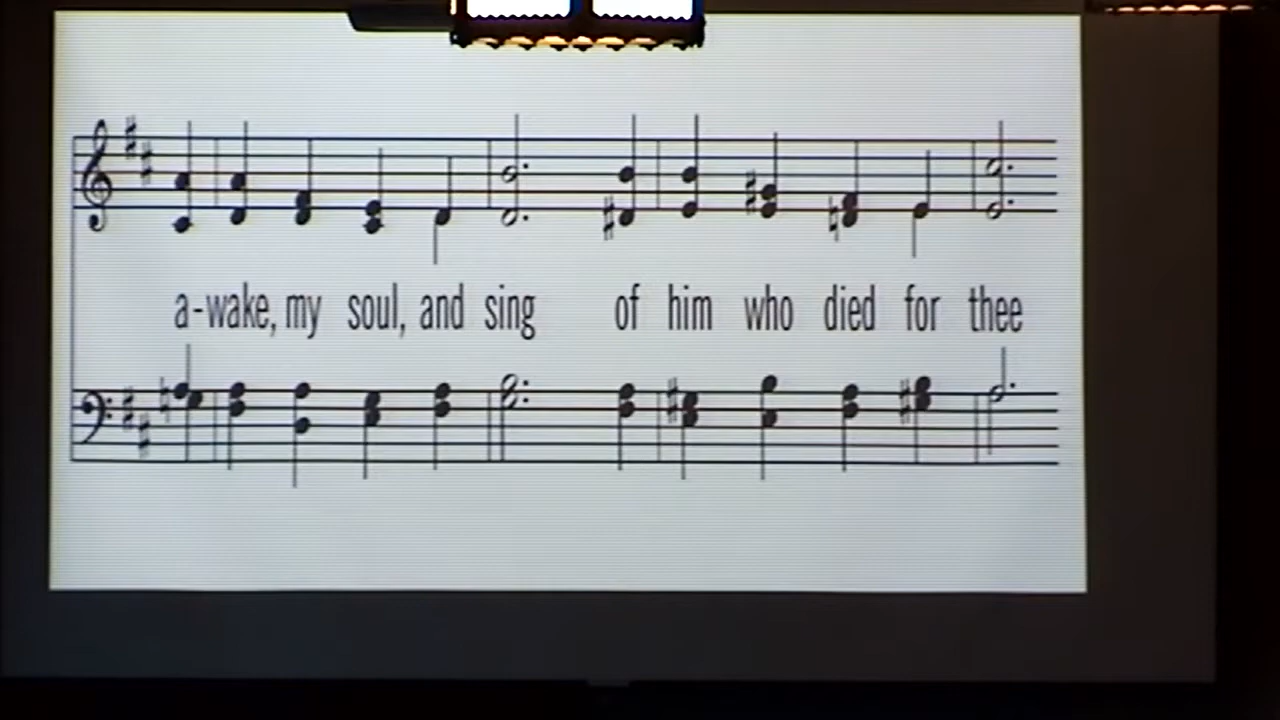 a-wake, my soul, and sing of him who died for thee